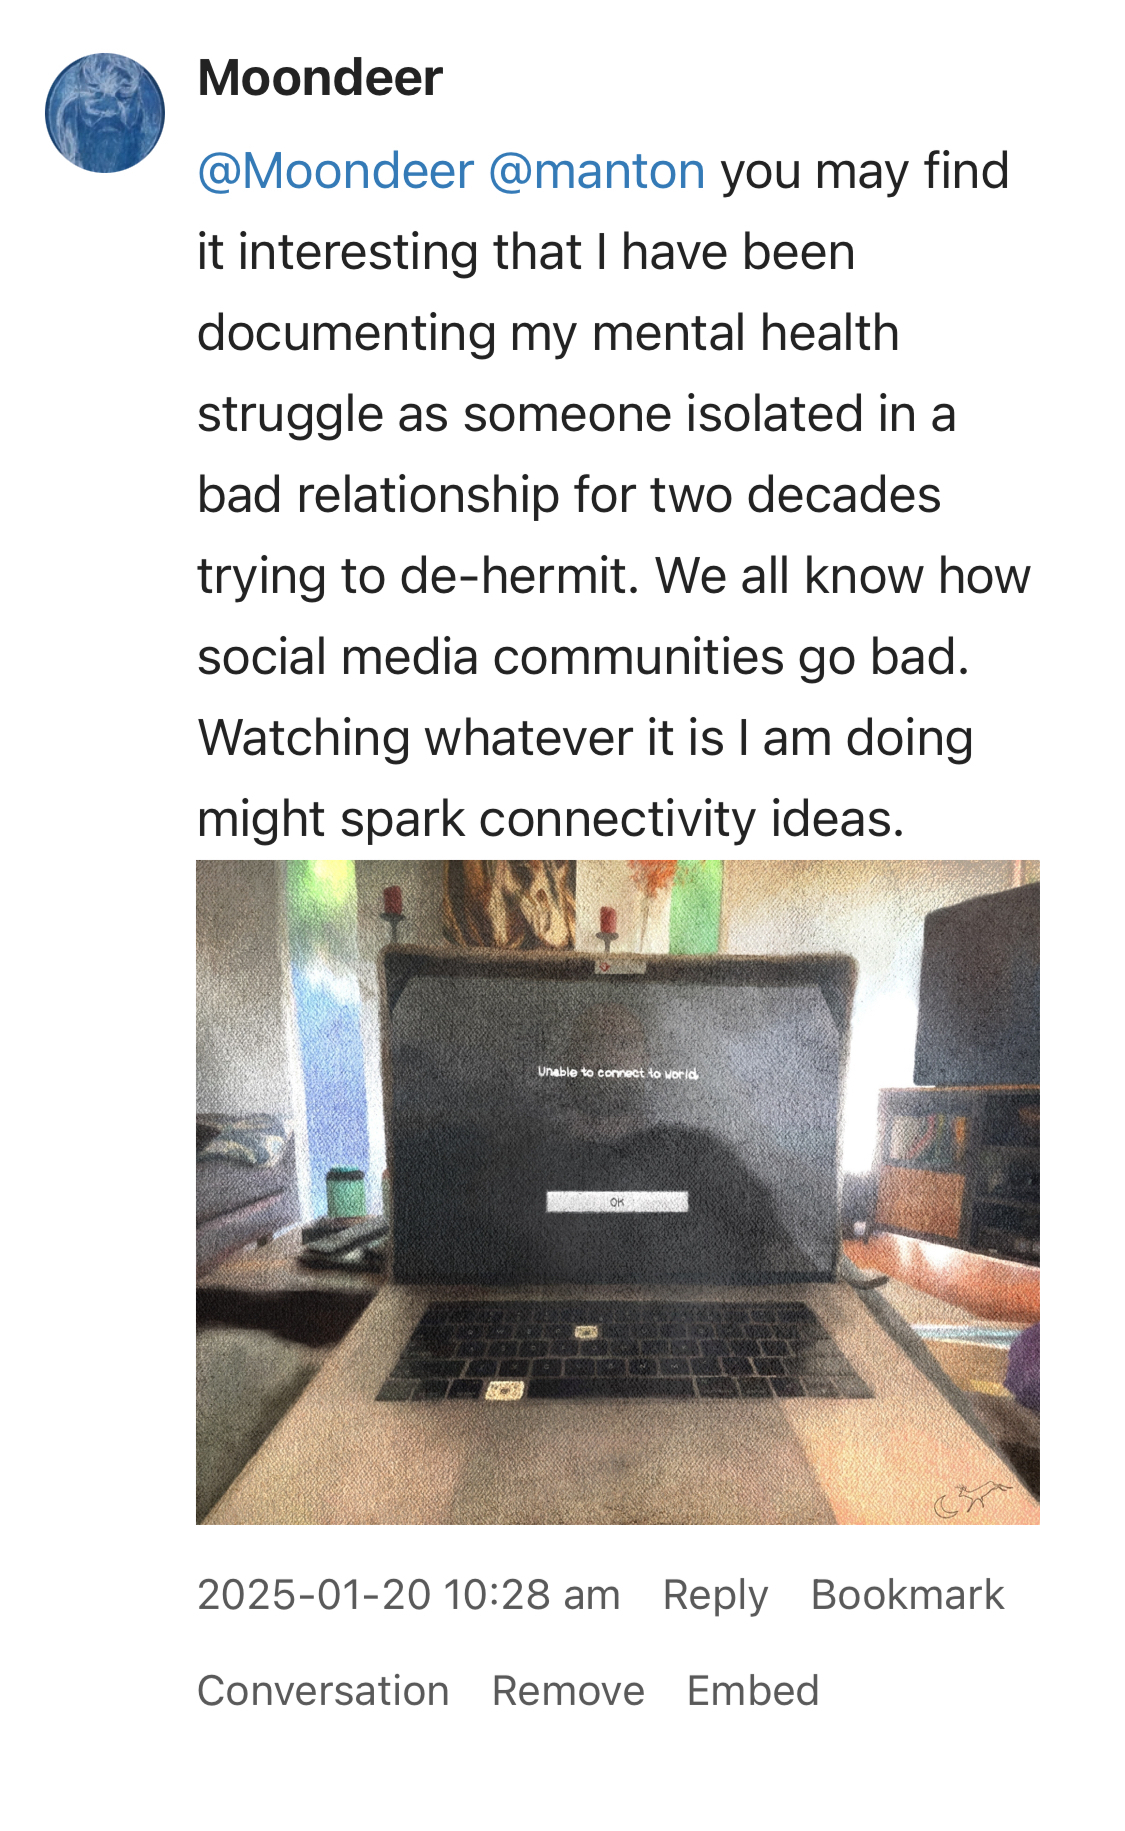 Moondeer
@Moondeer @manton you may find
it interesting that I have been
documenting my mental health
struggle as someone isolated in a
bad relationship for two decades
trying to de-hermit. We all know how
social media communities go bad.
Watching whatever it is I am doing
might spark connectivity ideas.
Unable to connect to world
OK
2025-01-20 10:28 am Reply Bookmark
Conversation Remove Embed